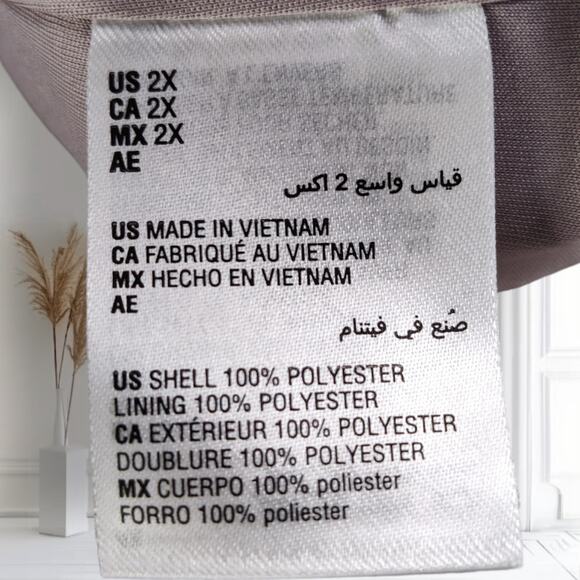 US 2X
CA 2X
MX 2X
AE
قياس واسع 2 اكس
US MADE IN VIETNAM
CA FABRIQUÉ AU VIETNAM
MX HECHO EN VIETNAM
AE
صُنع في فيتنام
US SHELL 100% POLYESTER
LINING 100% POLYESTER
CA EXTÉRIEUR 100% POLYESTER
DOUBLURE 100% POLYESTER
MX CUERPO 100% poliester
FORRO 100% poliester